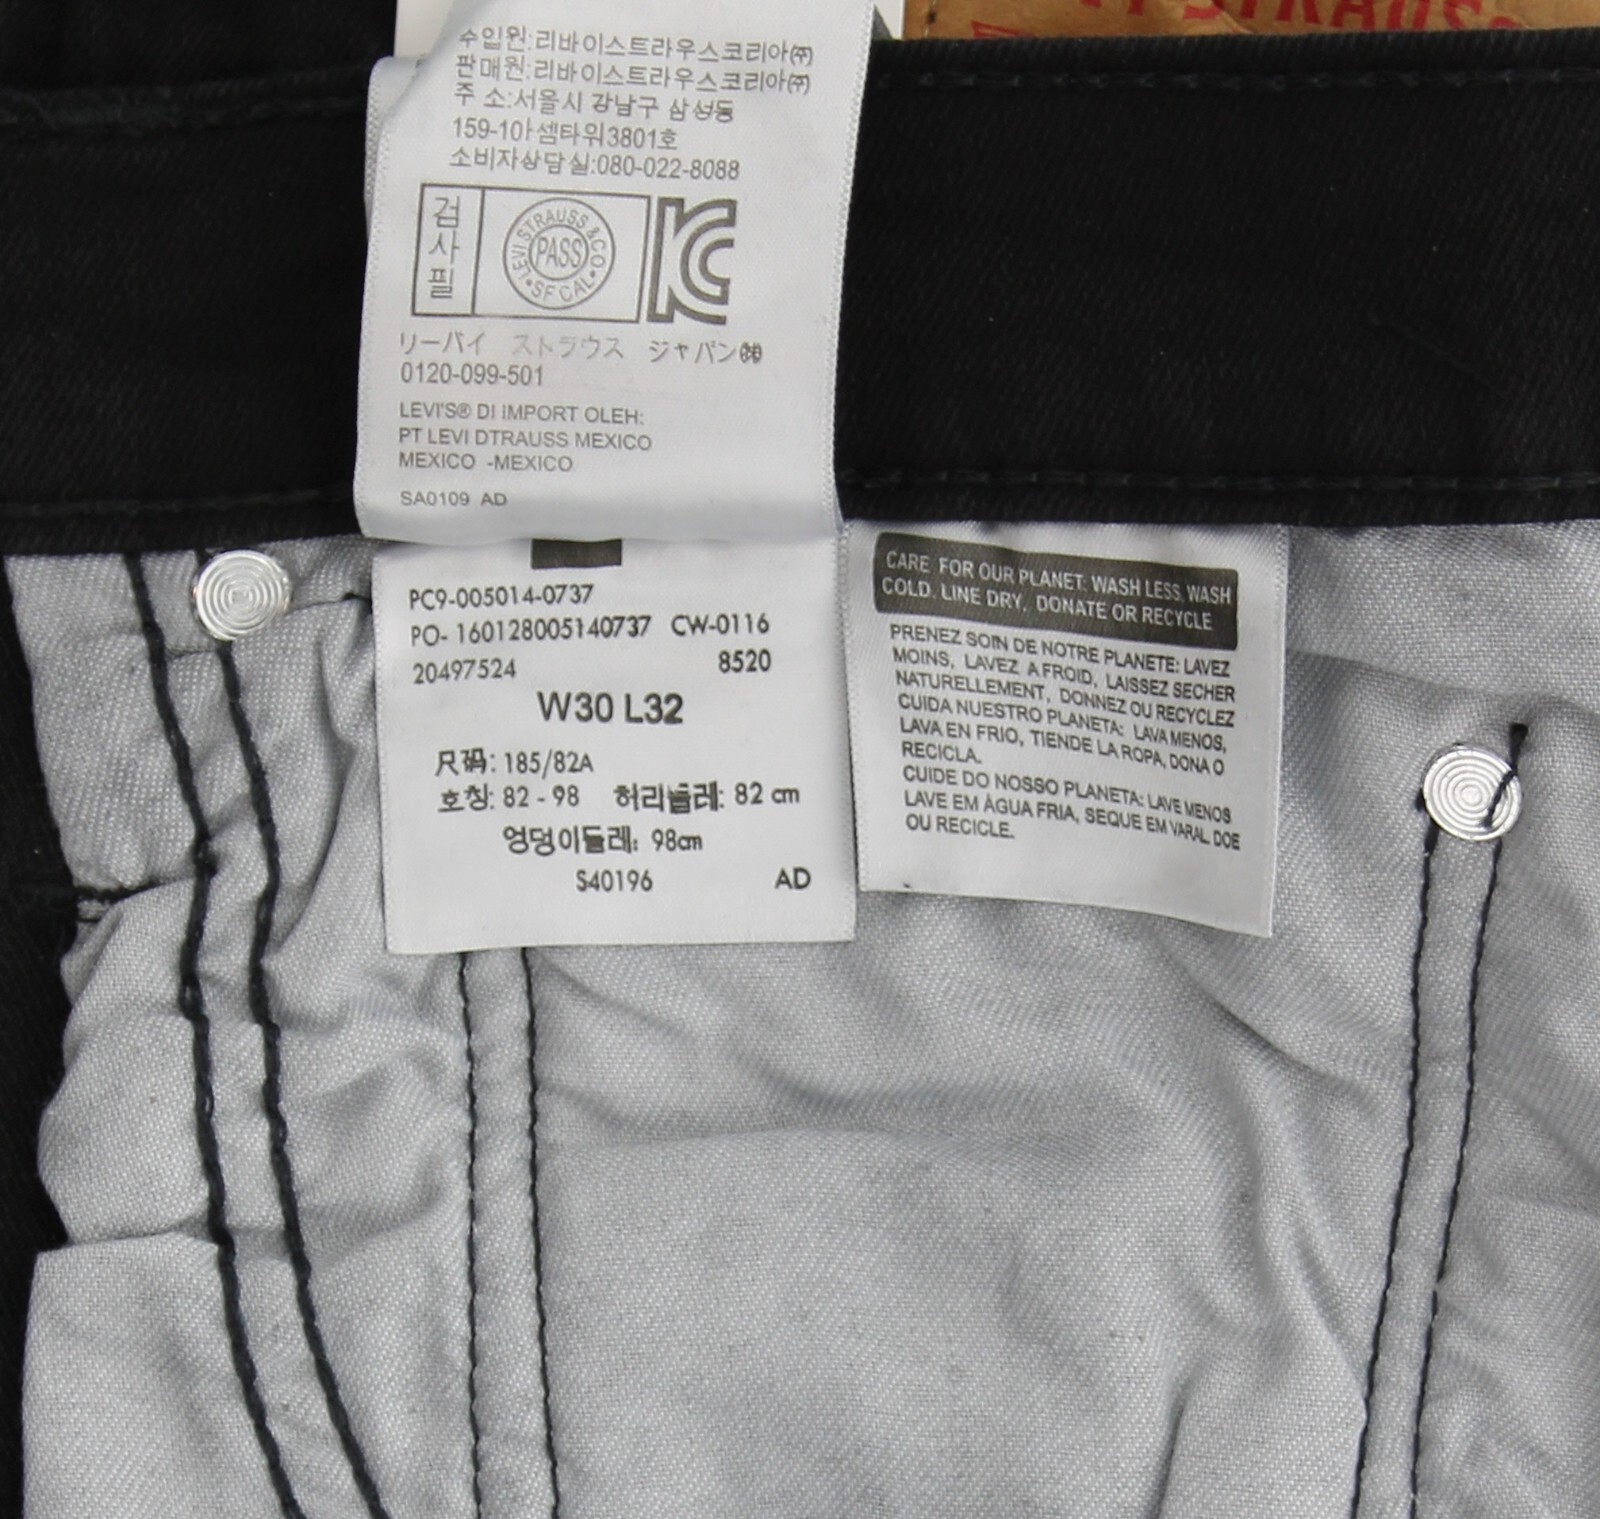 STRAUSS
수입원:리바이스트라우스코리아㈜
판매원:리바이스트라우스코리아㈜
주 소:서울시 강남구 삼성동
159-1아셈타워3801호
소비자상담실:080-022-8088
검사필
LEVI STRAUSS & CO
PASS
SF CAL
KC
リーバイ ストラウス ジャパン㈱
0120-099-501
LEVI'S® DI IMPORT OLEH:
PT LEVI DTRAUSS MEXICO
MEXICO -MEXICO
SA0109 AD
PC9-005014-0737
PO- 160128005140737 CW-0116
20497524 8520
W30 L32
尺码: 185/82A
호칭: 82 - 98 허리둘레: 82 cm
엉덩이둘레: 98cm
S40196 AD
CARE FOR OUR PLANET: WASH LESS, WASH
COLD, LINE DRY, DONATE OR RECYCLE
PRENEZ SOIN DE NOTRE PLANETE: LAVEZ
MOINS, LAVEZ A FROID, LAISSEZ SECHER
NATURELLEMENT, DONNEZ OU RECYCLEZ
CUIDA NUESTRO PLANETA: LAVA MENOS,
LAVA EN FRIO, TIENDE LA ROPA, DONA O
RECICLA.
CUIDE DO NOSSO PLANETA: LAVE MENOS
LAVE EM ÀGUA FRIA, SEQUE EM VARAL DOE
OU RECICLE.